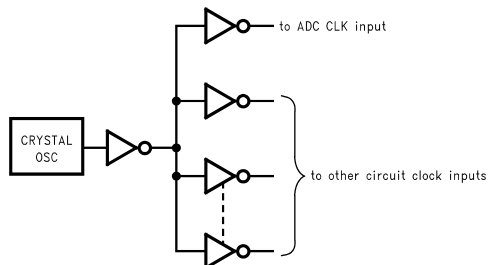 to ADC CLK input
CRYSTAL
OSC
to other circuit clock inputs